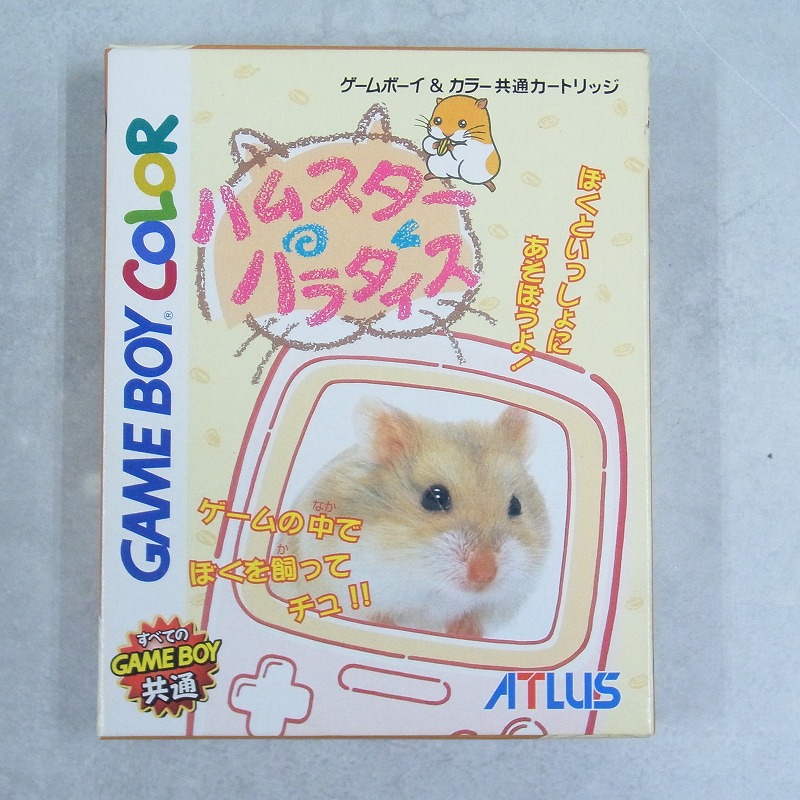 ゲームボーイ & カラー共通カートリッジ
GAME BOY COLOR
®
ハムスター
パラダイス
ぼくといっしょに
あそぼうよ!
ゲームの中で
なか
ぼくを飼って
か
チュ!!
すべての
GAME BOY
共通
ATLUS